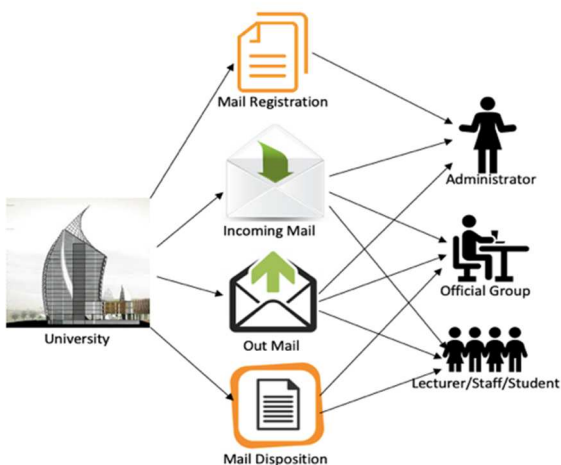 Mail Registration
Administrator
Incoming Mail
Official Group
University
Out Mail
Lecturer/Staff/Student
Mail Disposition